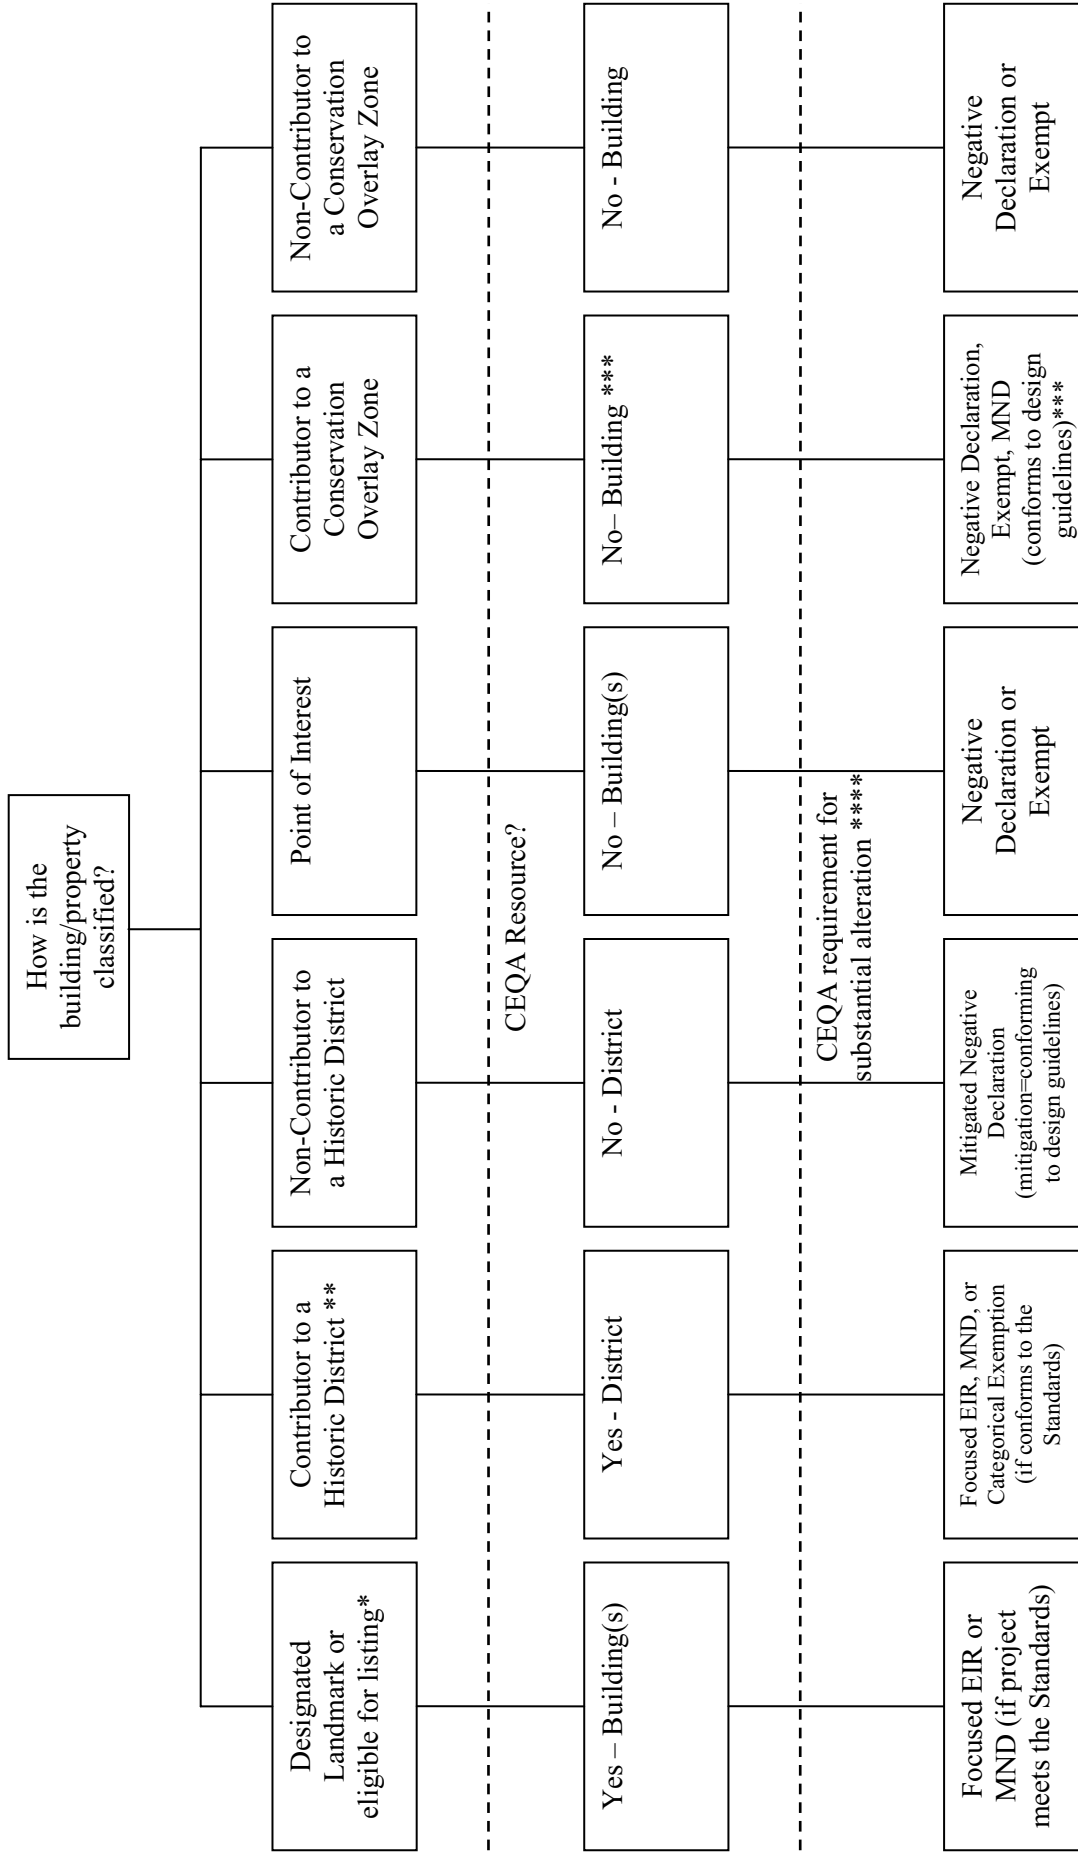 How is the
building/property
classified?
Designated
Landmark or
eligible for listing*
Contributor to a
Historic District **
Non-Contributor to
a Historic District
Point of Interest
Contributor to a
Conservation
Overlay Zone
Non-Contributor to
a Conservation
Overlay Zone
CEQA Resource?
Yes – Building(s)
Yes - District
No - District
No – Building(s)
No– Building ***
No - Building
CEQA requirement for
substantial alteration ****
Focused EIR or
MND (if project
meets the Standards)
Focused EIR, MND, or
Categorical Exemption
(if conforms to the
Standards)
Mitigated Negative
Declaration
(mitigation=conforming
to design guidelines)
Negative
Declaration or
Exempt
Negative Declaration,
Exempt, MND
(conforms to design
guidelines)***
Negative
Declaration or
Exempt